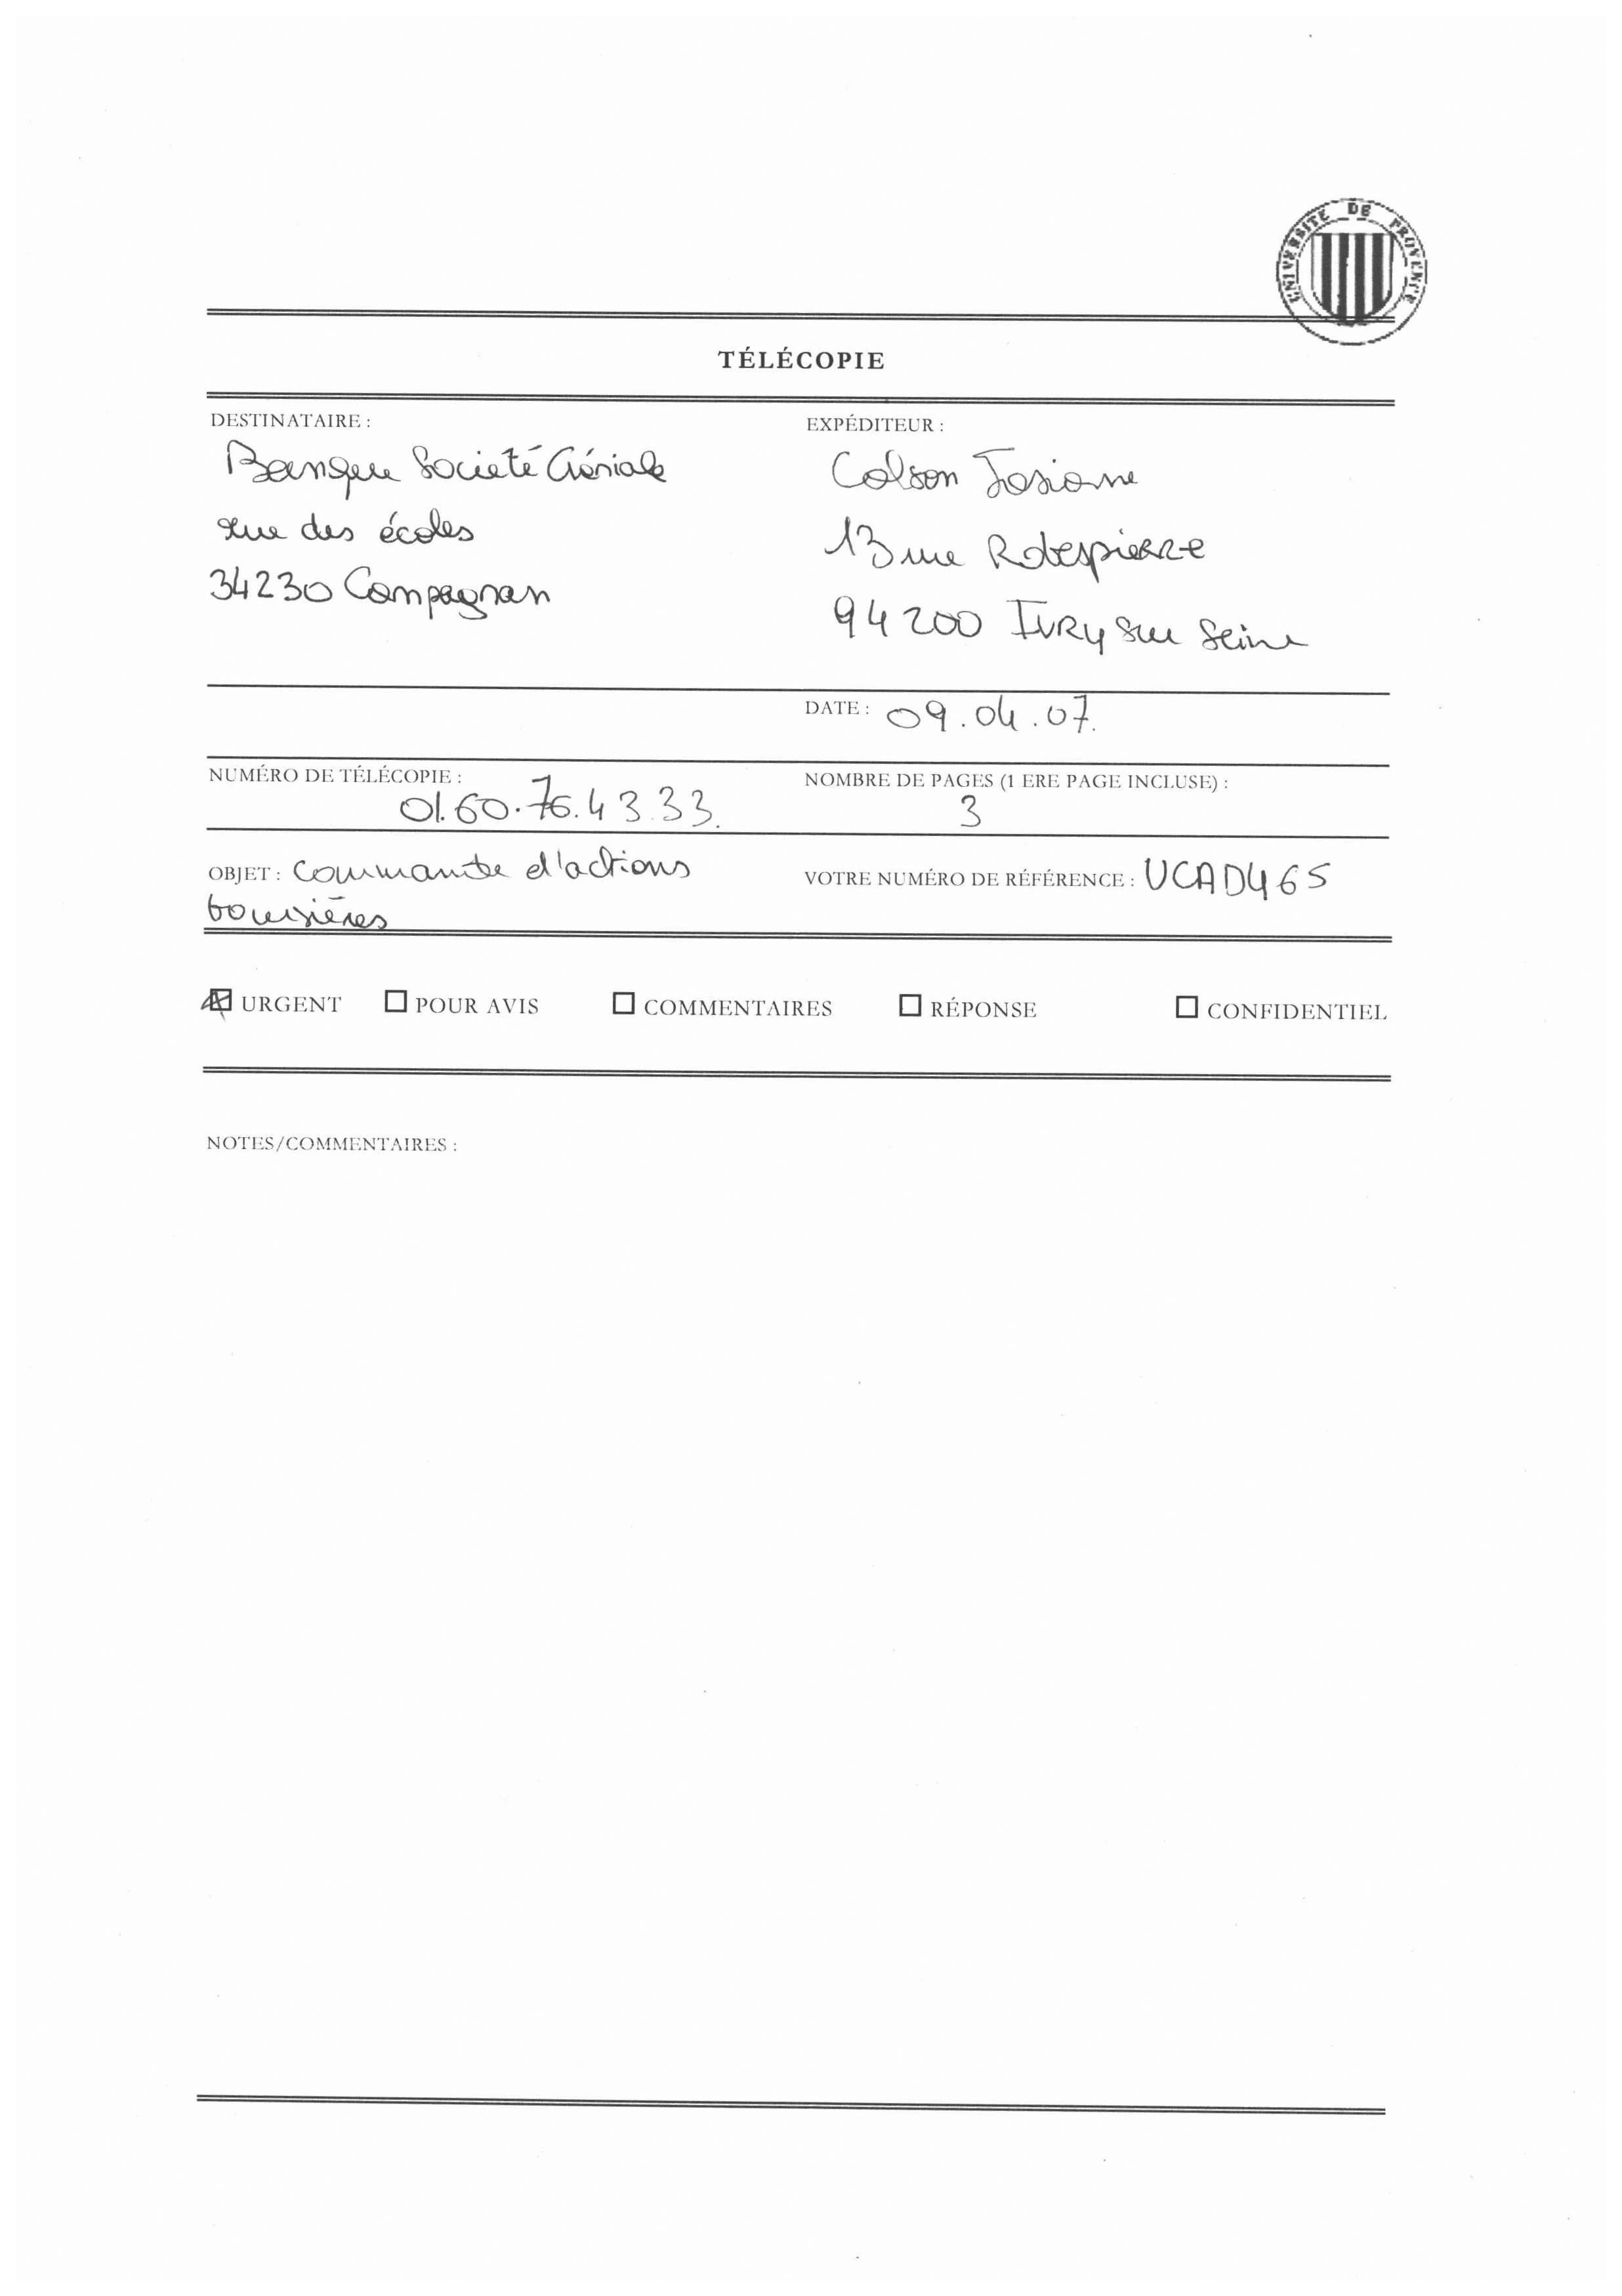 UNIVERSITE DE PROVENCE
TÉLÉCOPIE
DESTINATAIRE :
Banque Societé Géniale
rue des écoles
34230 Campagnan
EXPÉDITEUR :
Colson Josiane
13 rue Robespierre
94200 IVRY sur Seine
DATE : 09.04.07.
NUMÉRO DE TÉLÉCOPIE :
01.60.76.43.33.
NOMBRE DE PAGES (1 ERE PAGE INCLUSE) :
3
OBJET : Commande d'actions
boursières
VOTRE NUMÉRO DE RÉFÉRENCE : UCAD465
URGENT POUR AVIS COMMENTAIRES RÉPONSE CONFIDENTIEL
NOTES/COMMENTAIRES :